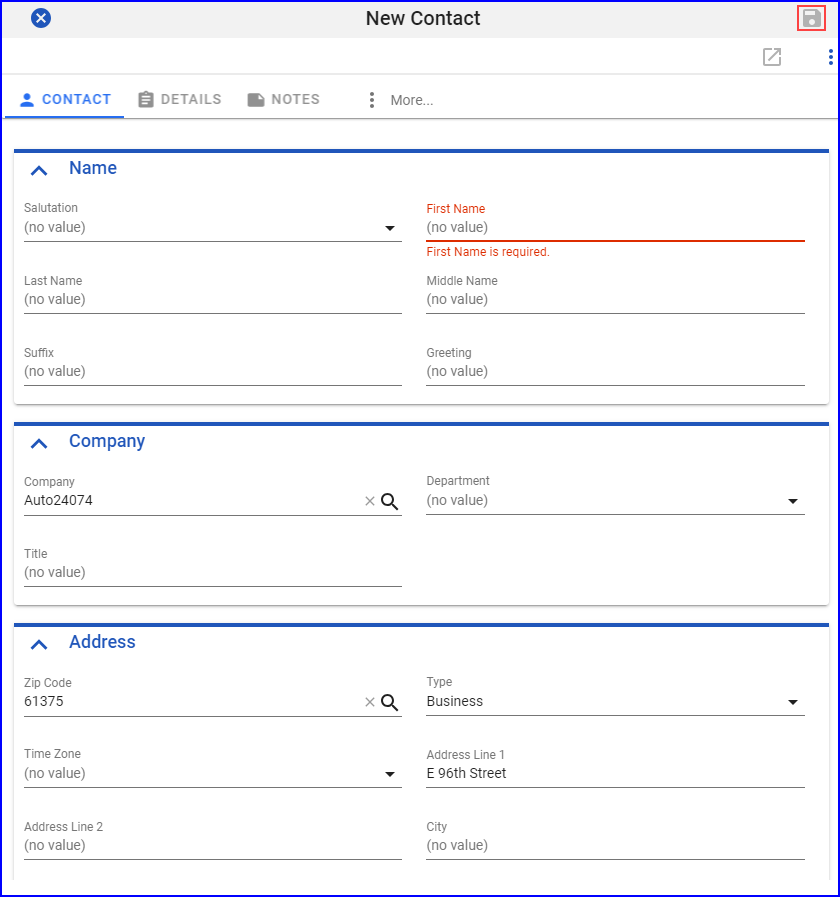 New Contact
CONTACT DETAILS NOTES More...
Name
Salutation First Name
(no value) (no value)
First Name is required.
Last Name Middle Name
(no value) (no value)
Suffix Greeting
(no value) (no value)
Company
Company Department
Auto24074 (no value)
Title
(no value)
Address
Zip Code Type
61375 Business
Time Zone Address Line 1
(no value) E 96th Street
Address Line 2 City
(no value) (no value)